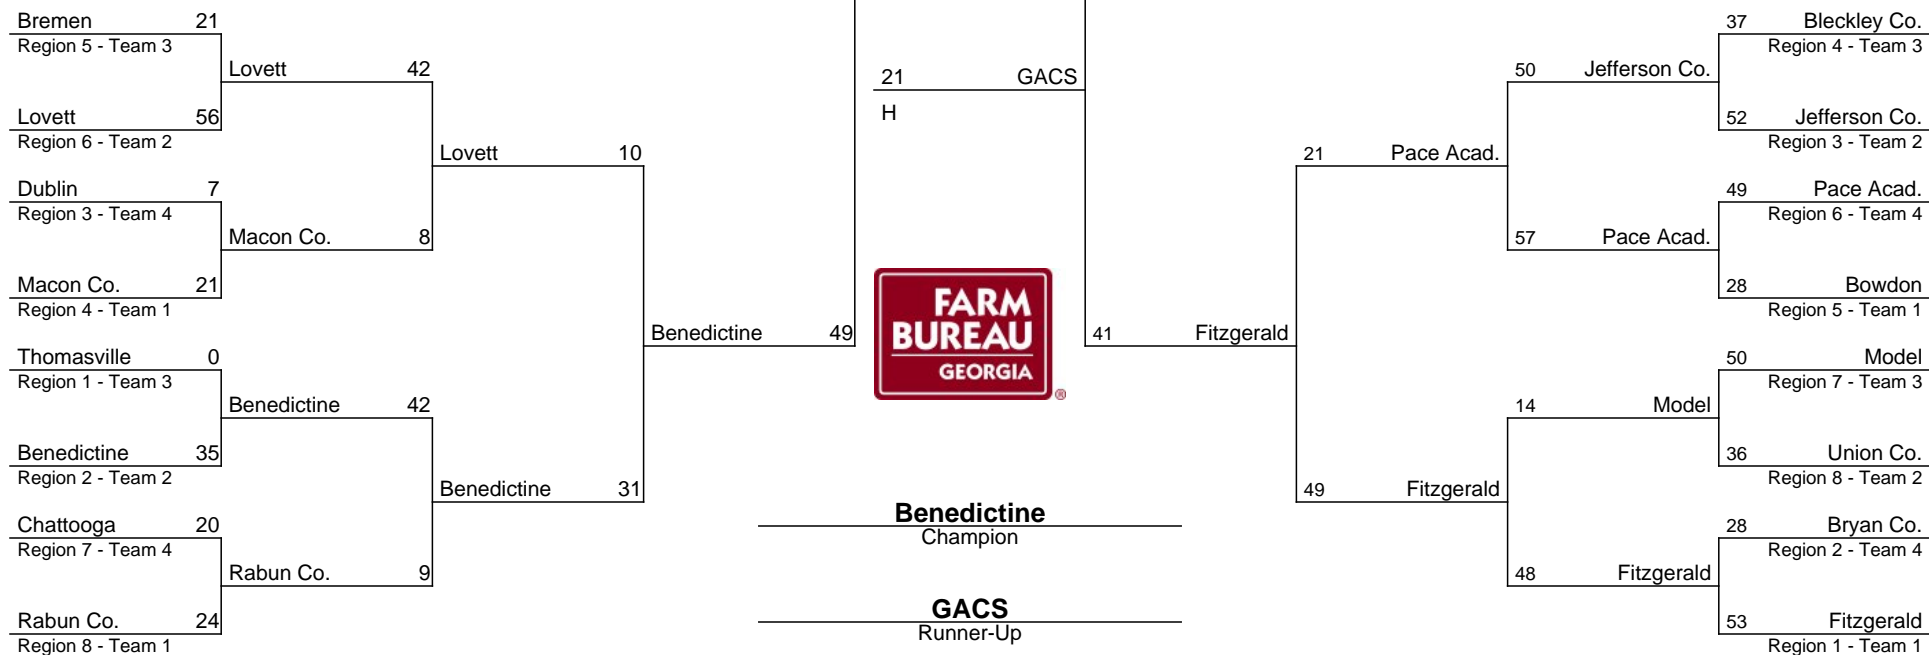 Bremen 21
Region 5 - Team 3
Lovett 56
Region 6 - Team 2
Dublin 7
Region 3 - Team 4
Macon Co. 21
Region 4 - Team 1
Thomasville 0
Region 1 - Team 3
Benedictine 35
Region 2 - Team 2
Chattooga 20
Region 7 - Team 4
Rabun Co. 24
Region 8 - Team 1
Lovett 42
Macon Co. 8
Benedictine 42
Rabun Co. 9
Lovett 10
Benedictine 31
Benedictine 49
21 GACS
H
FARM
BUREAU
GEORGIA
®
Benedictine
Champion
GACS
Runner-Up
41 Fitzgerald
21 Pace Acad.
49 Fitzgerald
50 Jefferson Co.
57 Pace Acad.
14 Model
48 Fitzgerald
37 Bleckley Co.
Region 4 - Team 3
52 Jefferson Co.
Region 3 - Team 2
49 Pace Acad.
Region 6 - Team 4
28 Bowdon
Region 5 - Team 1
50 Model
Region 7 - Team 3
36 Union Co.
Region 8 - Team 2
28 Bryan Co.
Region 2 - Team 4
53 Fitzgerald
Region 1 - Team 1